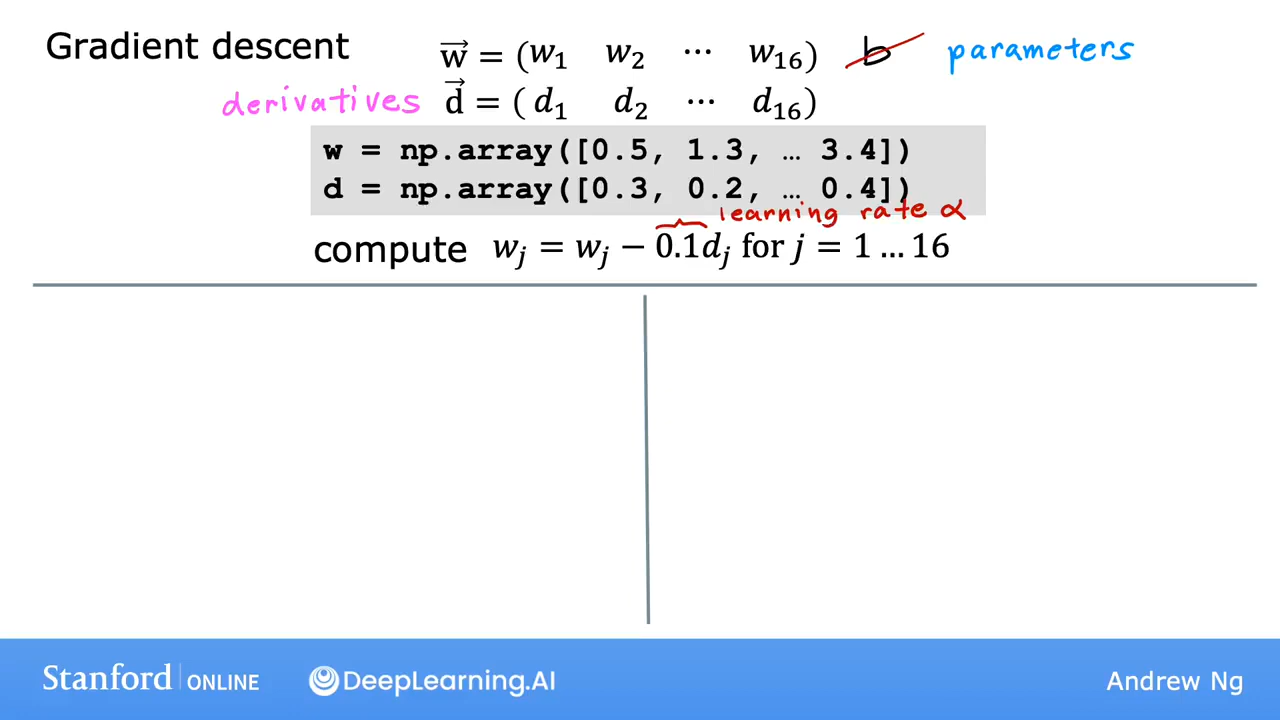 Gradient descent w⃗ = (w₁ w₂ ⋯ w₁₆) b parameters
derivatives d⃗ = ( d₁ d₂ ⋯ d₁₆)
w = np.array([0.5, 1.3, … 3.4])
d = np.array([0.3, 0.2, … 0.4])
learning rate α
compute wⱼ = wⱼ − 0.1dⱼ for j = 1 … 16
Stanford ONLINE DeepLearning.AI Andrew Ng